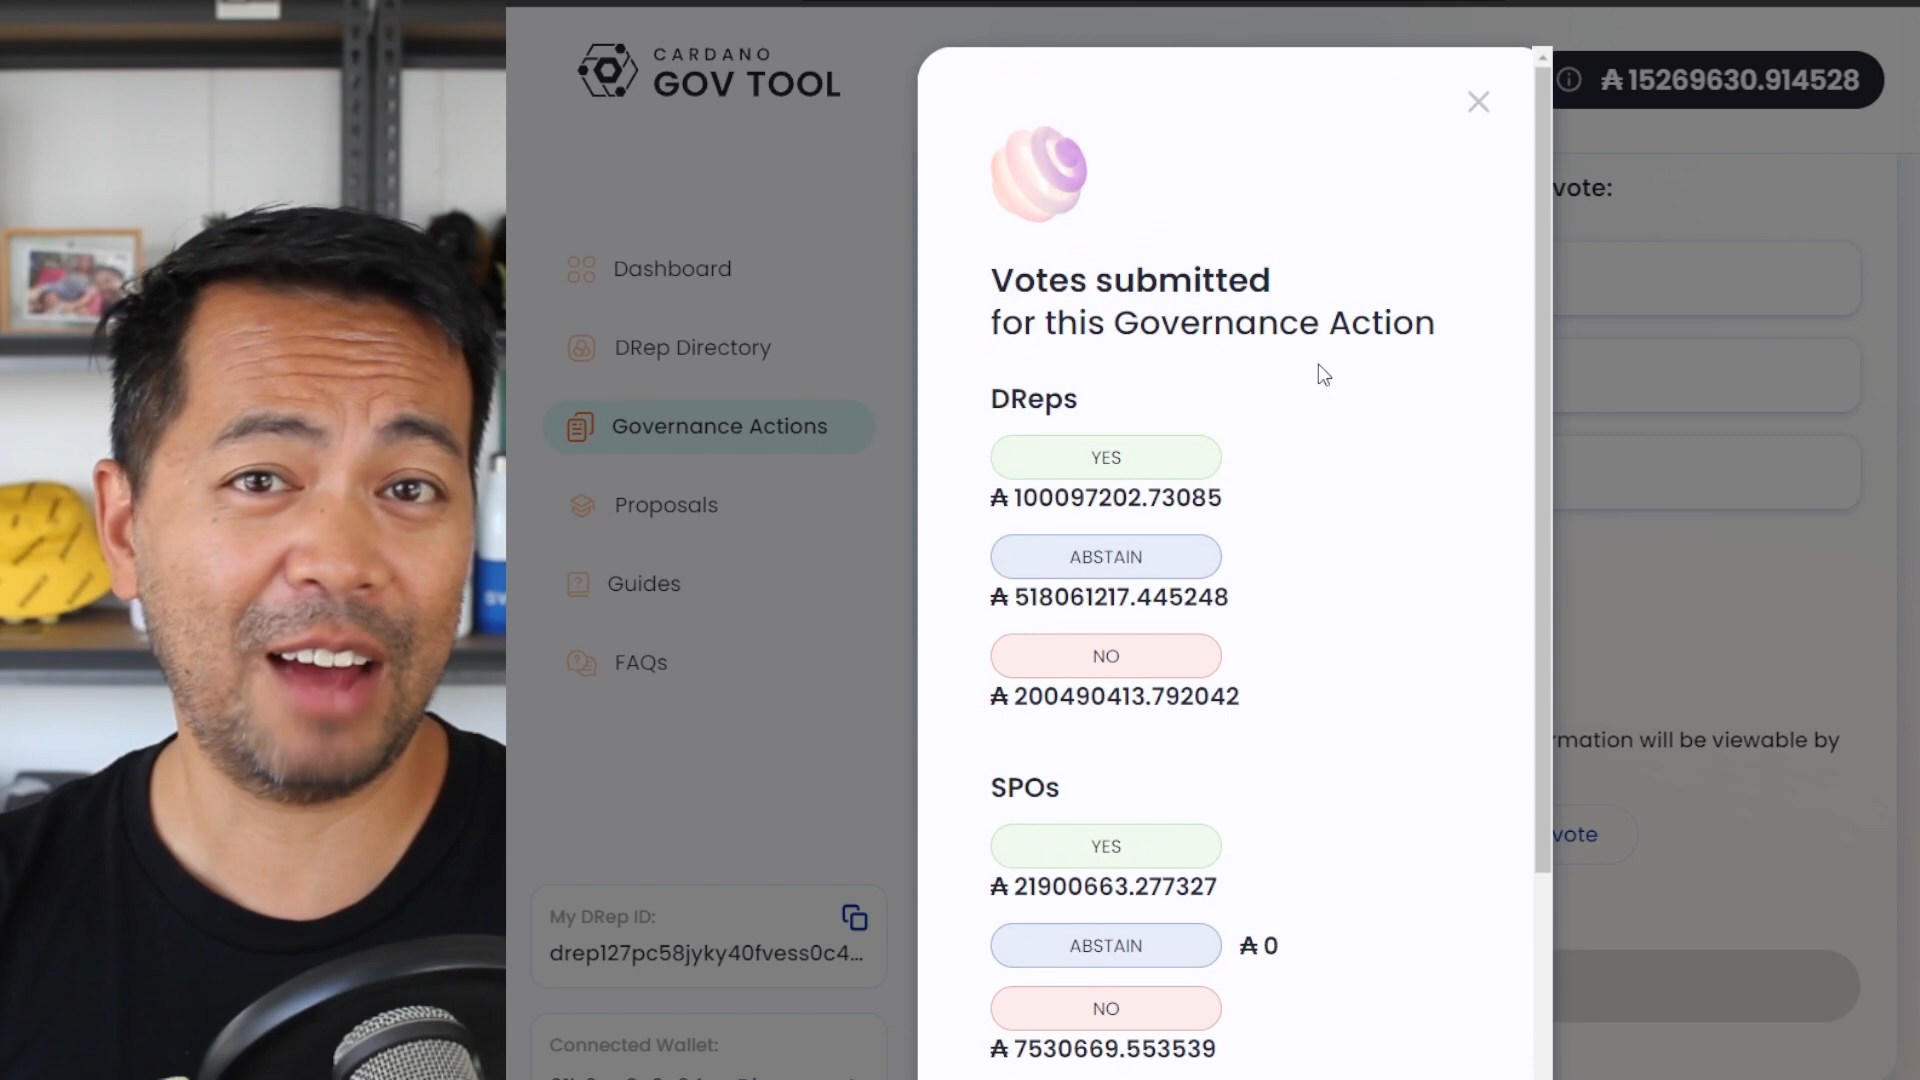 CARDANO
GOV TOOL
₳ 15269630.914528
Dashboard
DRep Directory
Governance Actions
Proposals
Guides
FAQs
My DRep ID:
drep127pc58jyky40fvess0c4...
Connected Wallet:
Votes submitted
for this Governance Action
DReps
YES
₳ 100097202.73085
ABSTAIN
₳ 518061217.445248
NO
₳ 200490413.792042
SPOs
YES
₳ 21900663.277327
ABSTAIN
₳ 0
NO
₳ 7530669.553539
vote:
rmation will be viewable by
vote